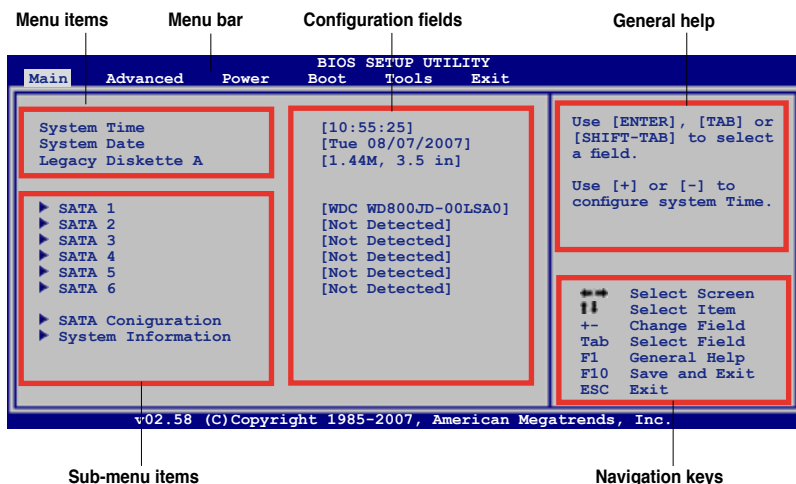 Menu items Menu bar Configuration fields General help
BIOS SETUP UTILITY
Main Advanced Power Boot Tools Exit
System Time [10:55:25]
System Date [Tue 08/07/2007]
Legacy Diskette A [1.44M, 3.5 in]
SATA 1 [WDC WD800JD-00LSA0]
SATA 2 [Not Detected]
SATA 3 [Not Detected]
SATA 4 [Not Detected]
SATA 5 [Not Detected]
SATA 6 [Not Detected]
SATA Coniguration
System Information
Use [ENTER], [TAB] or
[SHIFT-TAB] to select
a field.
Use [+] or [-] to
configure system Time.
Select Screen
Select Item
+- Change Field
Tab Select Field
F1 General Help
F10 Save and Exit
ESC Exit
v02.58 (C)Copyright 1985-2007, American Megatrends, Inc.
Sub-menu items Navigation keys